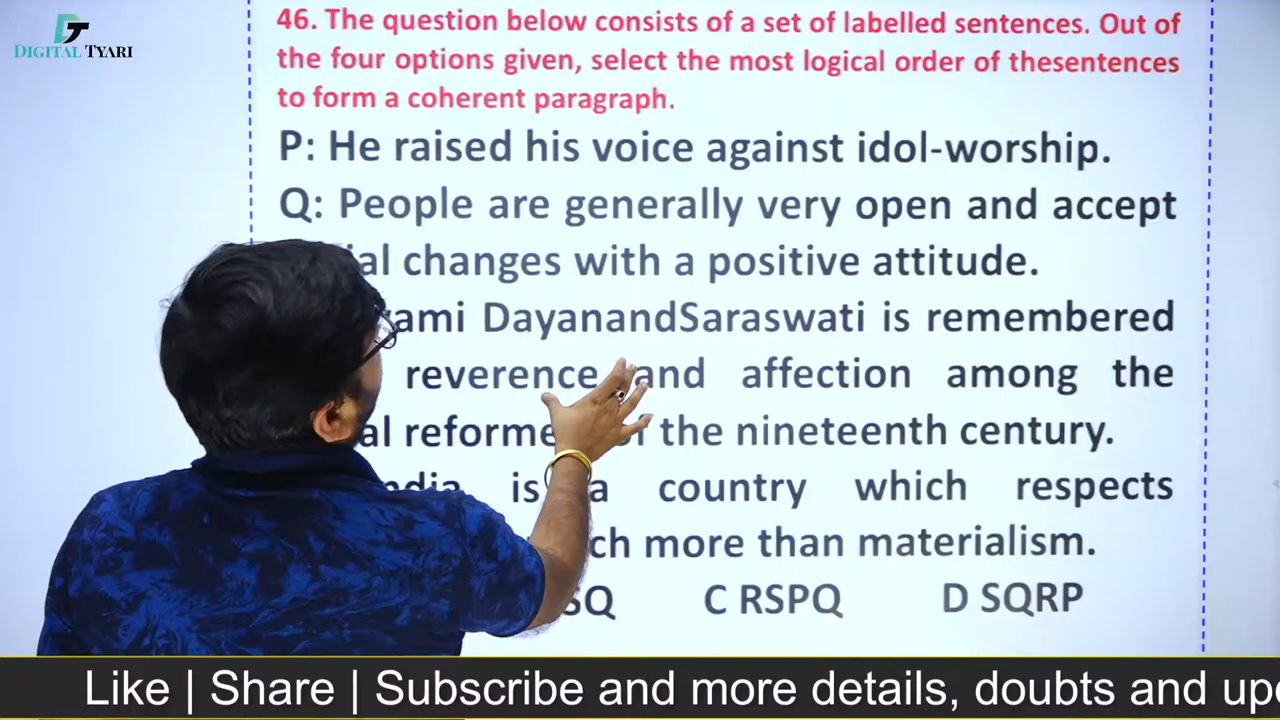 DIGITAL TYARI
46. The question below consists of a set of labelled sentences. Out of
the four options given, select the most logical order of thesentences
to form a coherent paragraph.
P: He raised his voice against idol-worship.
Q: People are generally very open and accept
changes with a positive attitude.
DayanandSaraswati is remembered
reverence and affection among the
the nineteenth century.
is a country which respects
more than materialism.
C RSPQ D SQRP
Like | Share | Subscribe and more details, doubts and